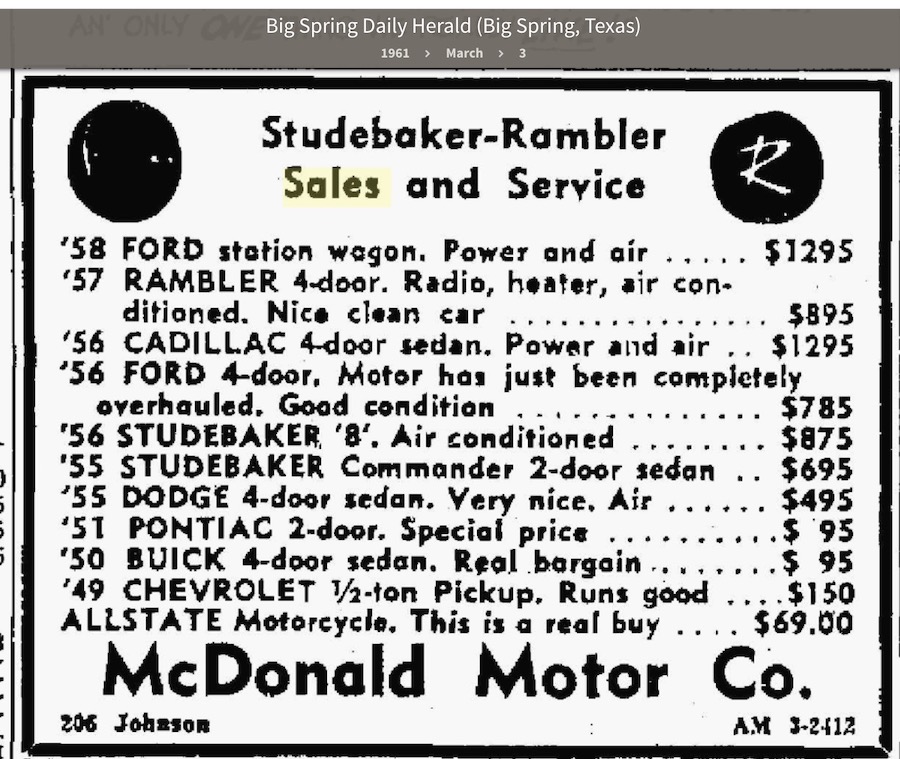 Big Spring Daily Herald (Big Spring, Texas)
1961 > March > 3
Studebaker-Rambler
Sales and Service
R
'58 FORD station wagon. Power and air ..... $1295
'57 RAMBLER 4-door. Radio, heater, air con-
ditioned. Nice clean car ................ $895
'56 CADILLAC 4-door sedan. Power and air .. $1295
'56 FORD 4-door. Motor has just been completely
overhauled. Good condition .............. $785
'56 STUDEBAKER '8'. Air conditioned ........ $875
'55 STUDEBAKER Commander 2-door sedan .. $695
'55 DODGE 4-door sedan. Very nice. Air ...... $495
'51 PONTIAC 2-door. Special price ..........$ 95
'50 BUICK 4-door sedan. Real bargain ........$ 95
'49 CHEVROLET ½-ton Pickup. Runs good ....$150
ALLSTATE Motorcycle. This is a real buy .... $69.00
McDonald Motor Co.
206 Johnson AM 3-2412